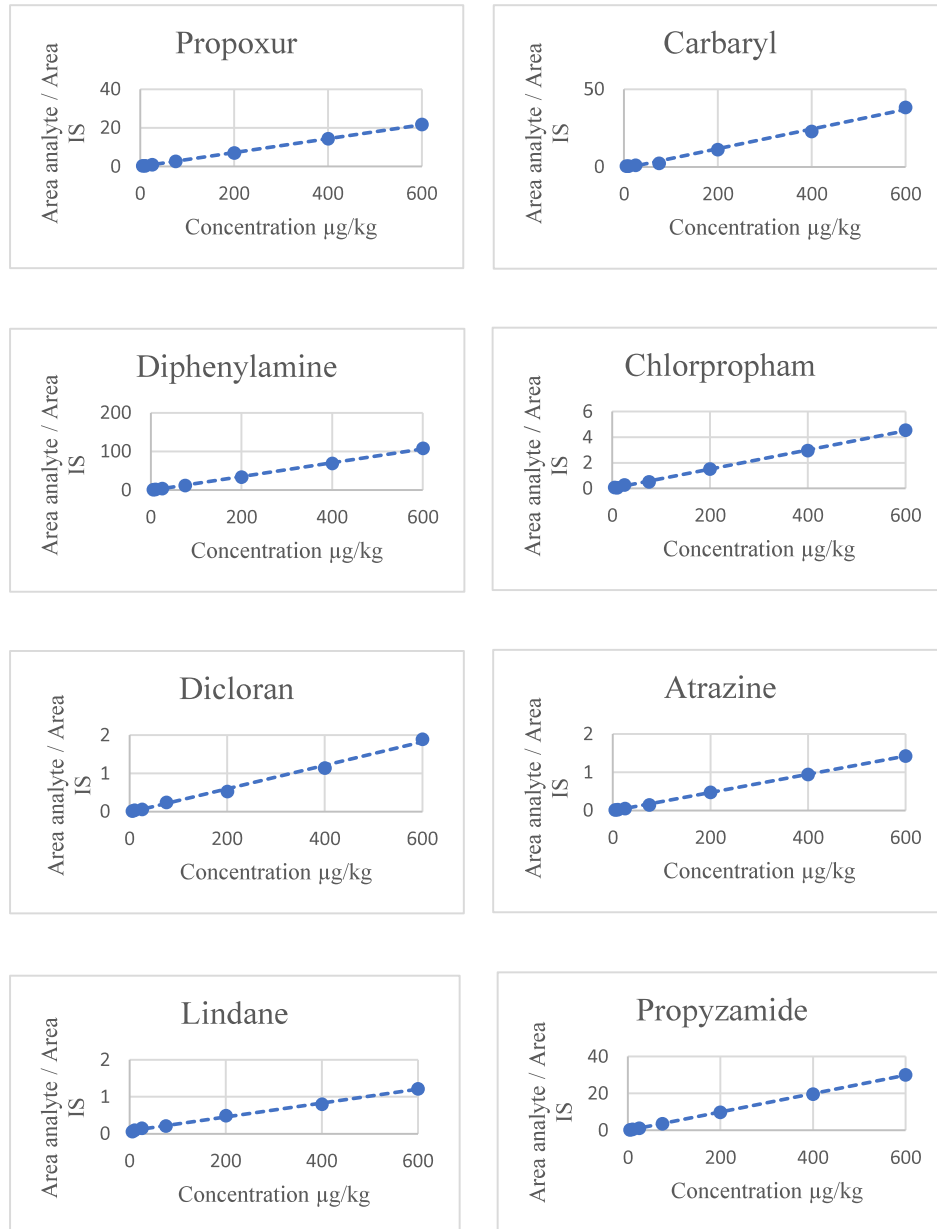 Propoxur
Area analyte / Area
IS
40
20
0
0 200 400 600
Concentration µg/kg
Carbaryl
Area analyte / Area
IS
50
0
0 200 400 600
Concentration µg/kg
Diphenylamine
Area analyte / Area
IS
200
100
0
0 200 400 600
Concentration µg/kg
Chlorpropham
Area analyte / Area
IS
6
4
2
0
0 200 400 600
Concentration µg/kg
Dicloran
Area analyte / Area
IS
2
1
0
0 200 400 600
Concentration µg/kg
Atrazine
Area analyte / Area
IS
2
1
0
0 200 400 600
Concentration µg/kg
Lindane
Area analyte / Area
IS
2
1
0
0 200 400 600
Concentration µg/kg
Propyzamide
Area analyte / Area
IS
40
20
0
0 200 400 600
Concentration µg/kg